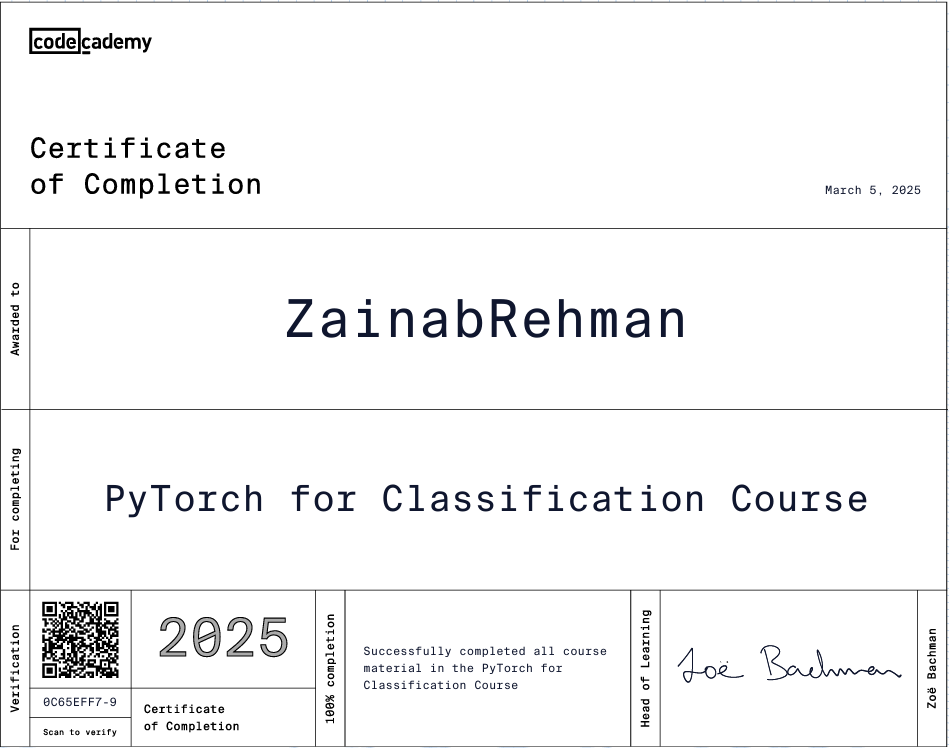 codecademy
Certificate
of Completion
March 5, 2025
Awarded to
ZainabRehman
For completing
PyTorch for Classification Course
Verification
0C65EFF7-9
Scan to verify
2025
Certificate
of Completion
100% completion
Successfully completed all course
material in the PyTorch for
Classification Course
Head of Learning
Zoë Bachman
Zoë Bachman